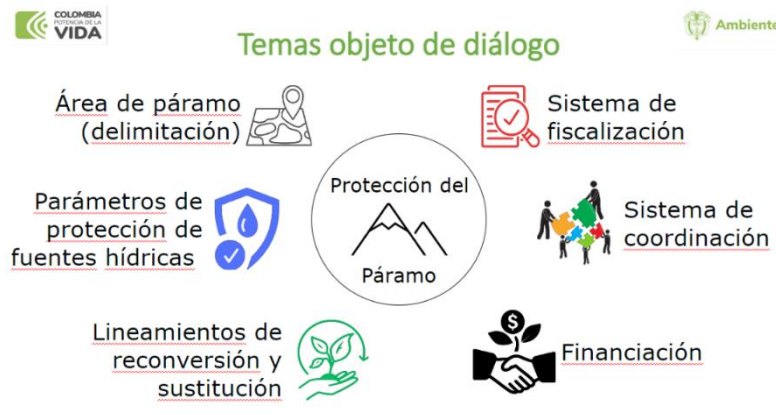 COLOMBIA
POTENCIA DE LA
VIDA
Ambiente
Temas objeto de diálogo
Área de páramo
(delimitación)
Parámetros de
protección de
fuentes hídricas
Lineamientos de
reconversión y
sustitución
Protección del
Páramo
Sistema de
fiscalización
Sistema de
coordinación
$
Financiación